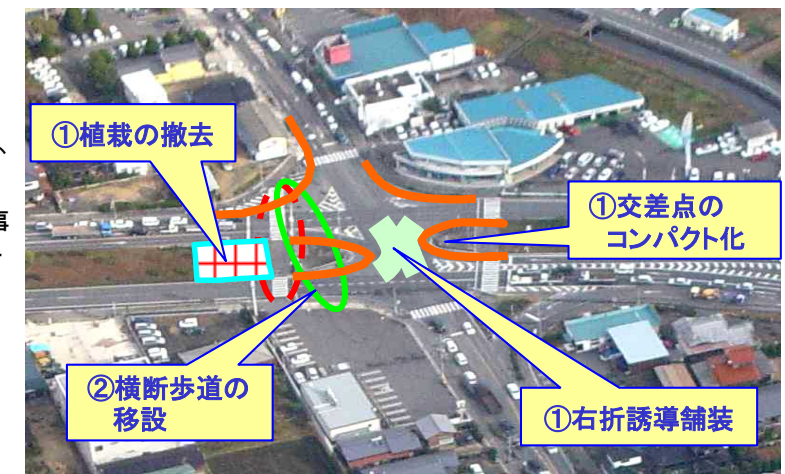 、
事
①植栽の撤去
①交差点の
コンパクト化
②横断歩道の
移設
①右折誘導舗装